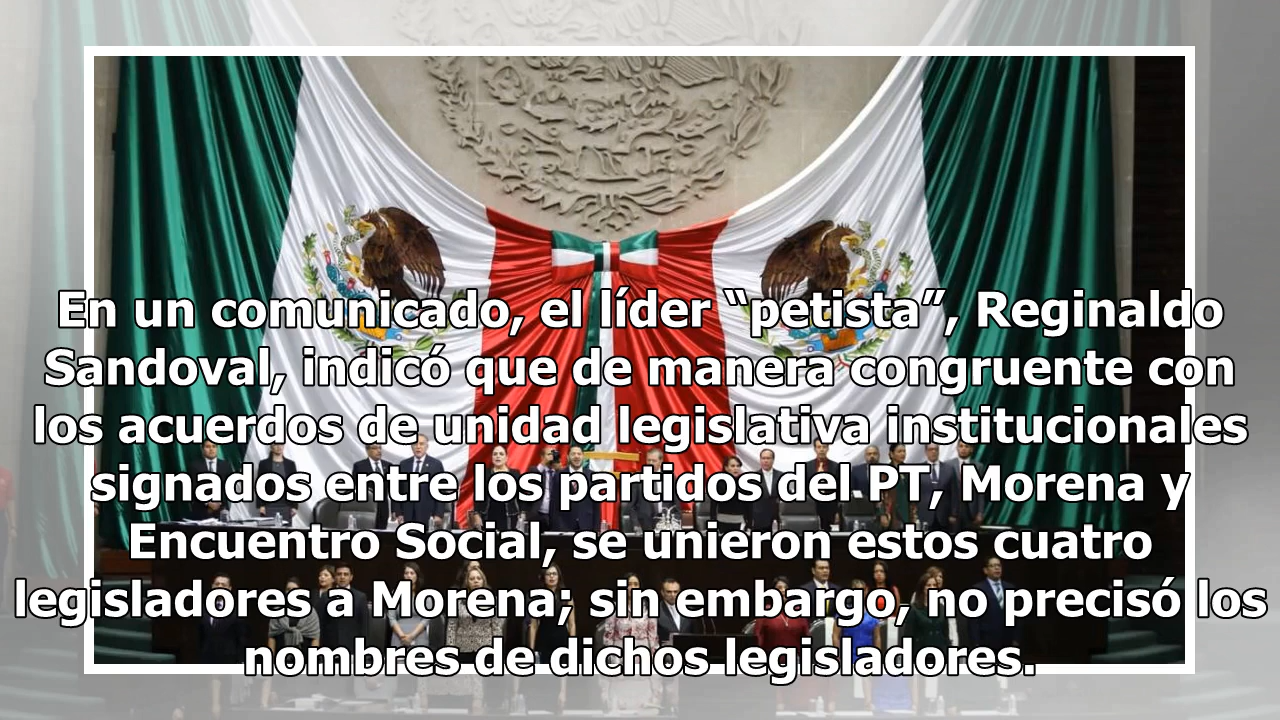 En un comunicado, el líder “petista”, Reginaldo
Sandoval, indicó que de manera congruente con
los acuerdos de unidad legislativa institucionales
signados entre los partidos del PT, Morena y
Encuentro Social, se unieron estos cuatro
legisladores a Morena; sin embargo, no precisó los
nombres de dichos legisladores.